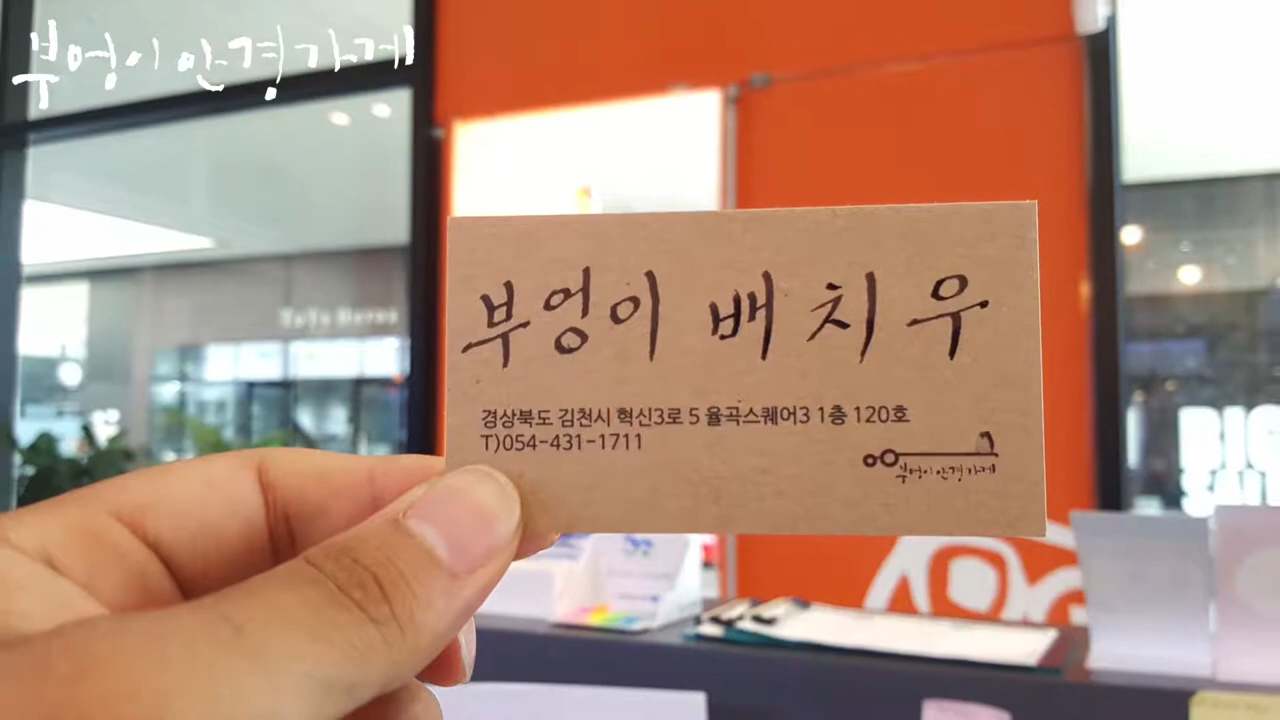 부엉이안경가게
부엉이 배치우
경상북도 김천시 혁신3로 5 율곡스퀘어3 1층 120호
T)054-431-1711
부엉이안경가게
BIG